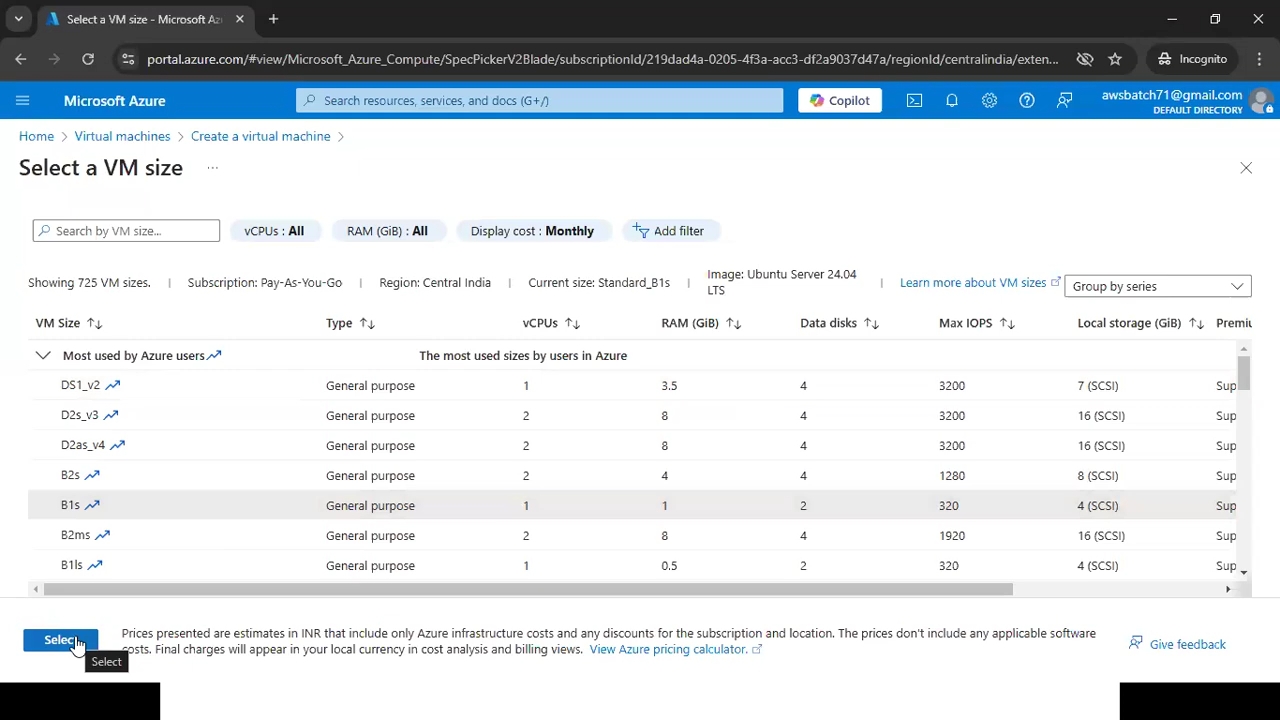 Select a VM size - Microsoft Az
portal.azure.com/#view/Microsoft_Azure_Compute/SpecPickerV2Blade/subscriptionId/219dad4a-0205-4f3a-acc3-df2a9037d47a/regionId/centralindia/exten...
Incognito
Microsoft Azure
Search resources, services, and docs (G+/)
Copilot
awsbatch71@gmail.com
DEFAULT DIRECTORY
Home > Virtual machines > Create a virtual machine >
Select a VM size ...
Search by VM size...
vCPUs : All
RAM (GiB) : All
Display cost : Monthly
Add filter
Showing 725 VM sizes. | Subscription: Pay-As-You-Go | Region: Central India | Current size: Standard_B1s | Image: Ubuntu Server 24.04 LTS | Learn more about VM sizes
Group by series
VM Size Type vCPUs RAM (GiB) Data disks Max IOPS Local storage (GiB) Premiu
Most used by Azure users The most used sizes by users in Azure
DS1_v2 General purpose 1 3.5 4 3200 7 (SCSI) Sup
D2s_v3 General purpose 2 8 4 3200 16 (SCSI) Sup
D2as_v4 General purpose 2 8 4 3200 16 (SCSI) Sup
B2s General purpose 2 4 4 1280 8 (SCSI) Sup
B1s General purpose 1 1 2 320 4 (SCSI) Sup
B2ms General purpose 2 8 4 1920 16 (SCSI) Sup
B1ls General purpose 1 0.5 2 320 4 (SCSI) Sup
Select
Prices presented are estimates in INR that include only Azure infrastructure costs and any discounts for the subscription and location. The prices don't include any applicable software
costs. Final charges will appear in your local currency in cost analysis and billing views. View Azure pricing calculator.
Select
Give feedback